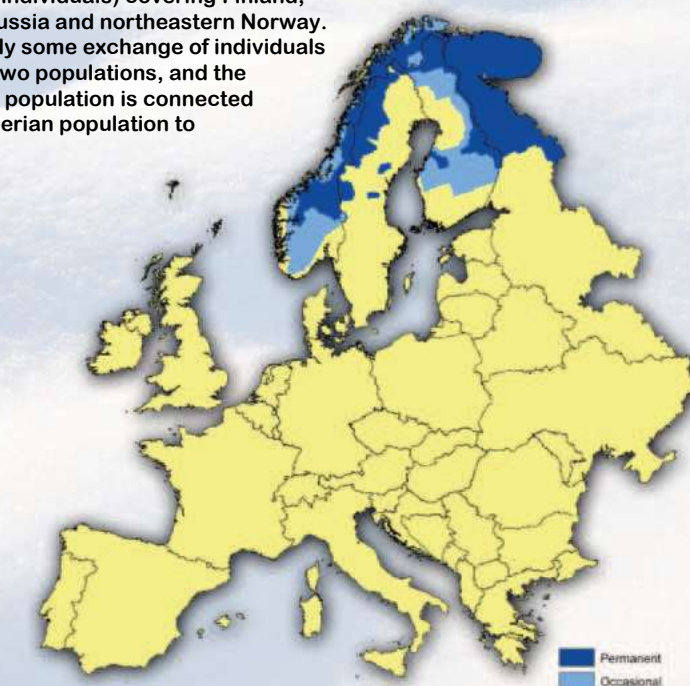 individuals) covering Finland,
ussia and northeastern Norway.
ly some exchange of individuals
wo populations, and the
population is connected
erian population to
Permanent
Occasional